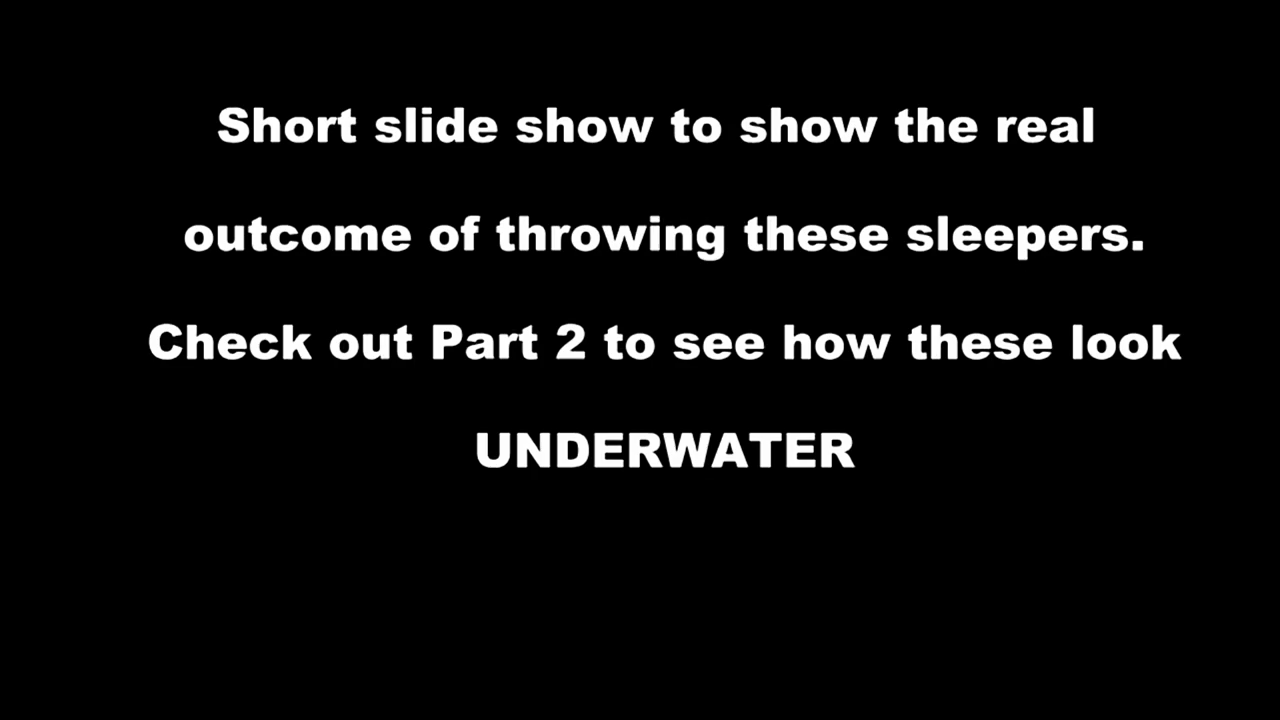 Short slide show to show the real
outcome of throwing these sleepers.
Check out Part 2 to see how these look
UNDERWATER